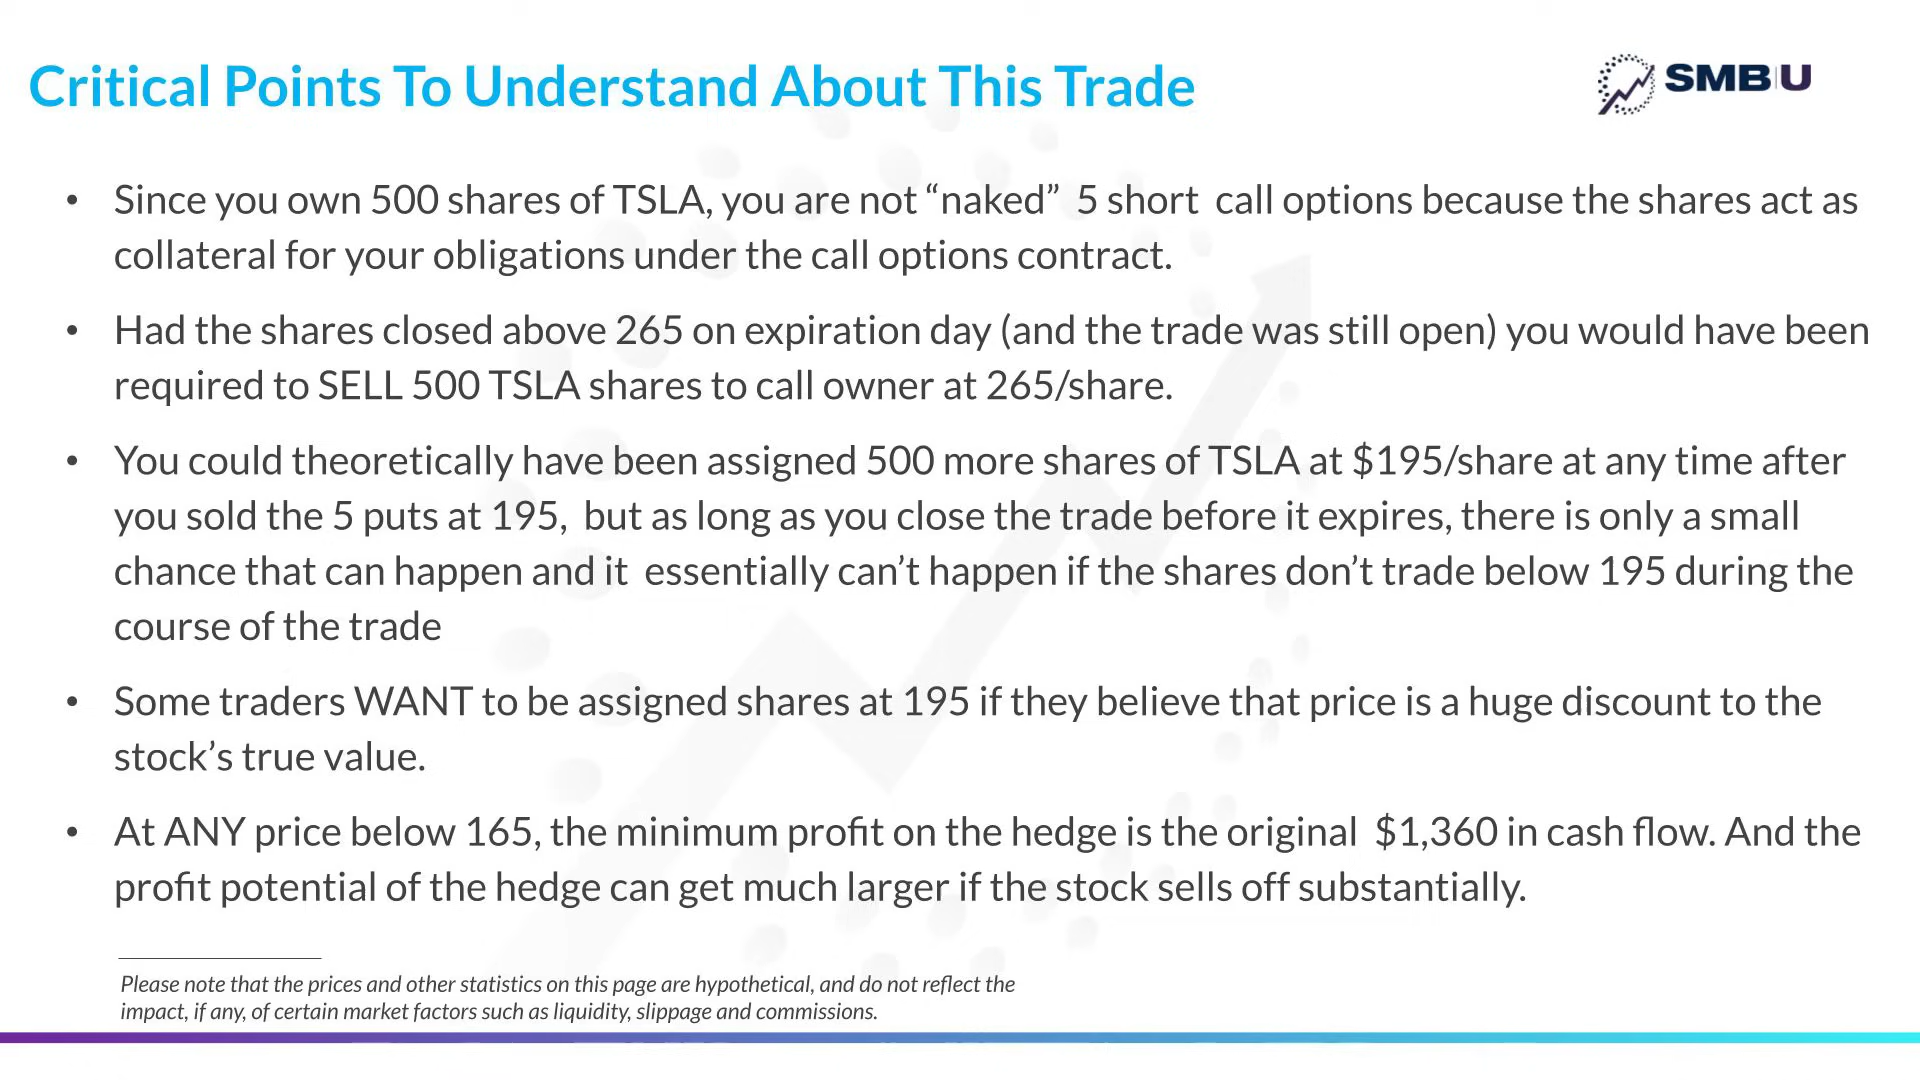 Critical Points To Understand About This Trade
SMB U
• Since you own 500 shares of TSLA, you are not “naked” 5 short call options because the shares act as
collateral for your obligations under the call options contract.
• Had the shares closed above 265 on expiration day (and the trade was still open) you would have been
required to SELL 500 TSLA shares to call owner at 265/share.
• You could theoretically have been assigned 500 more shares of TSLA at $195/share at any time after
you sold the 5 puts at 195, but as long as you close the trade before it expires, there is only a small
chance that can happen and it essentially can’t happen if the shares don’t trade below 195 during the
course of the trade
• Some traders WANT to be assigned shares at 195 if they believe that price is a huge discount to the
stock’s true value.
• At ANY price below 165, the minimum profit on the hedge is the original $1,360 in cash flow. And the
profit potential of the hedge can get much larger if the stock sells off substantially.
Please note that the prices and other statistics on this page are hypothetical, and do not reflect the
impact, if any, of certain market factors such as liquidity, slippage and commissions.